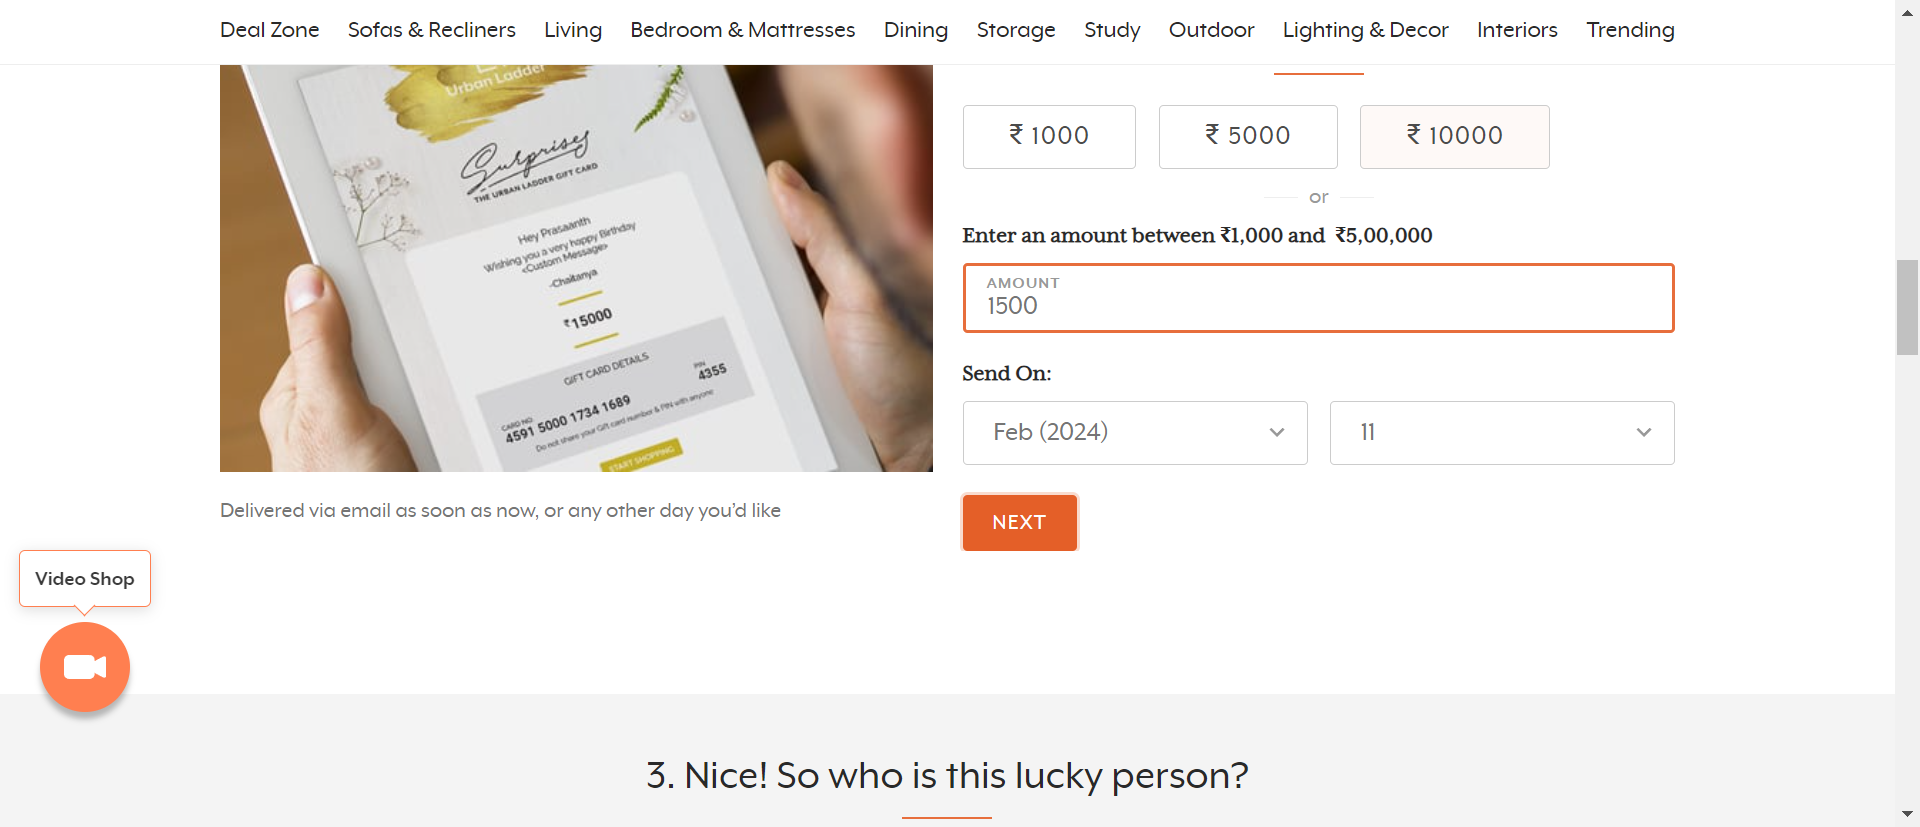 Deal Zone Sofas & Recliners Living Bedroom & Mattresses Dining Storage Study Outdoor Lighting & Decor Interiors Trending
Urban Ladder
Surprises
THE URBAN LADDER GIFT CARD
Hey Prasaanth
Wishing you a very happy Birthday
<Custom Message>
-Chaitanya
₹15000
GIFT CARD DETAILS
CARD NO. PIN
4591 5000 1734 1689 4355
Do not share your Gift card number & PIN with anyone
START SHOPPING
Delivered via email as soon as now, or any other day you’d like
₹ 1000 ₹ 5000 ₹ 10000
or
Enter an amount between ₹1,000 and ₹5,00,000
AMOUNT
1500
Send On:
Feb (2024) 11
NEXT
Video Shop
3. Nice! So who is this lucky person?